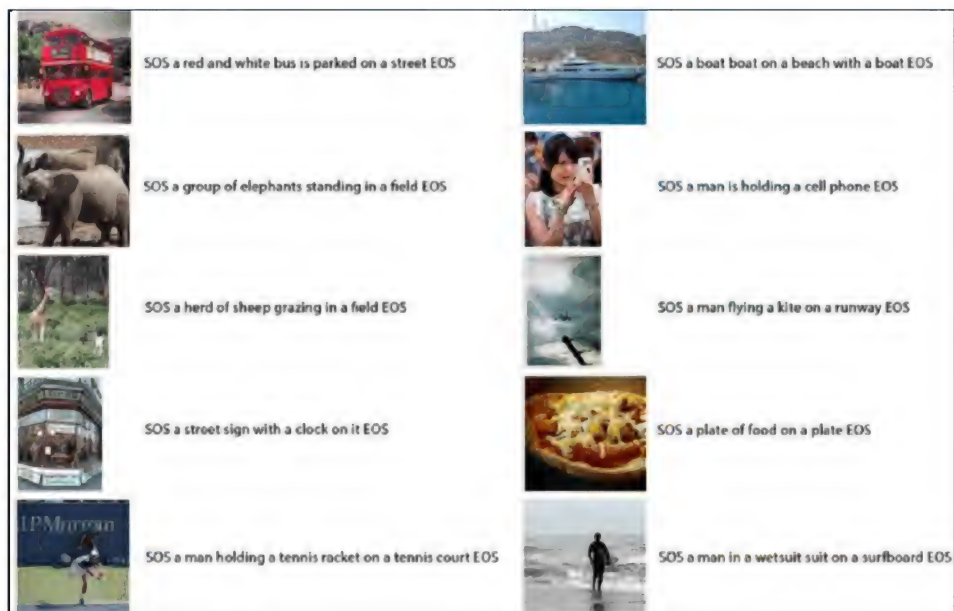 SOS a red and white bus is parked on a street EOS
SOS a boat boat on a beach with a boat EOS
SOS a group of elephants standing in a field EOS
SOS a man is holding a cell phone EOS
SOS a herd of sheep grazing in a field EOS
SOS a man flying a kite on a runway EOS
SOS a street sign with a clock on it EOS
SOS a plate of food on a plate EOS
J.P.Morgan
SOS a man holding a tennis racket on a tennis court EOS
SOS a man in a wetsuit suit on a surfboard EOS